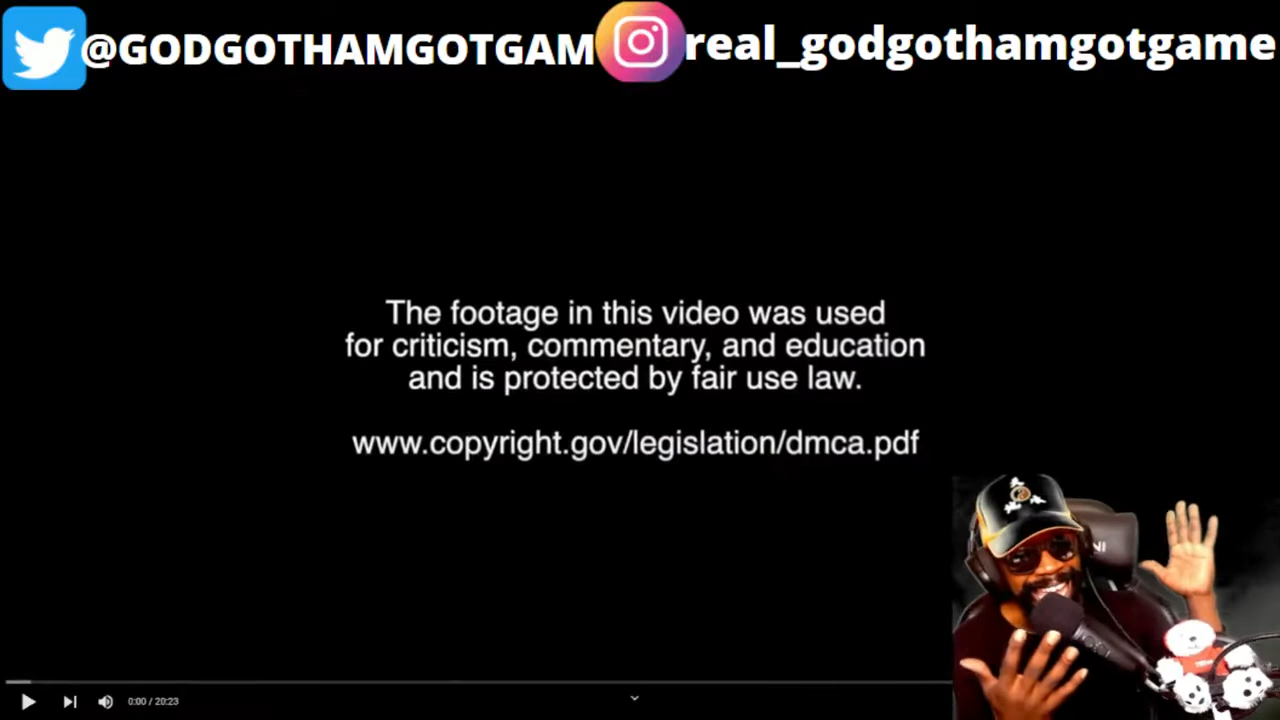 @GODGOTHAMGOTGAM
real_godgothamgotgame
The footage in this video was used
for criticism, commentary, and education
and is protected by fair use law.
www.copyright.gov/legislation/dmca.pdf
NI
0:00 / 20:23